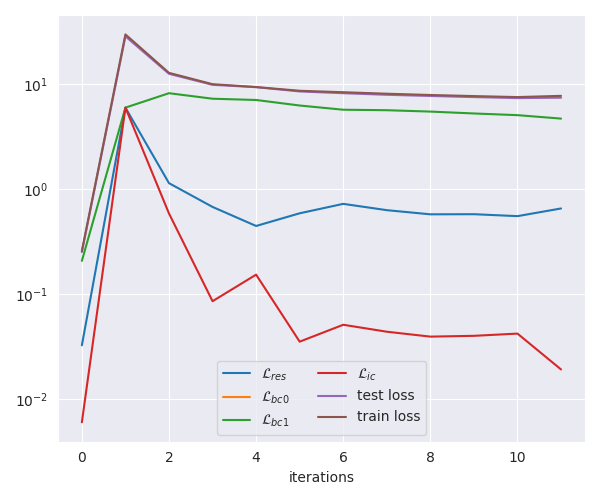 10¹
10⁰
10⁻¹
10⁻²
ℒres ℒic
ℒbc0 test loss
ℒbc1 train loss
0 2 4 6 8 10
iterations